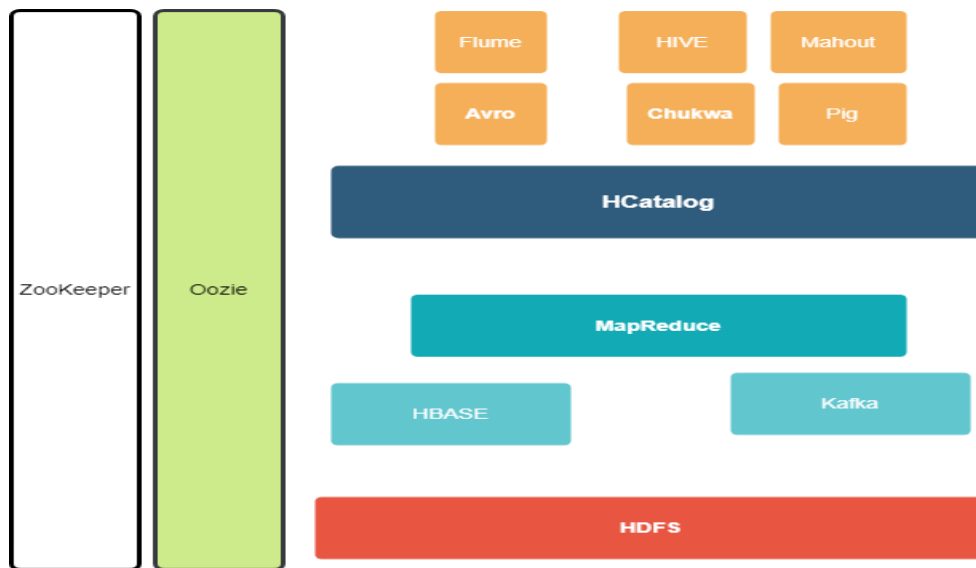 Flume
HIVE
Mahout
Avro
Chukwa
Pig
HCatalog
ZooKeeper
Oozie
MapReduce
HBASE
Kafka
HDFS